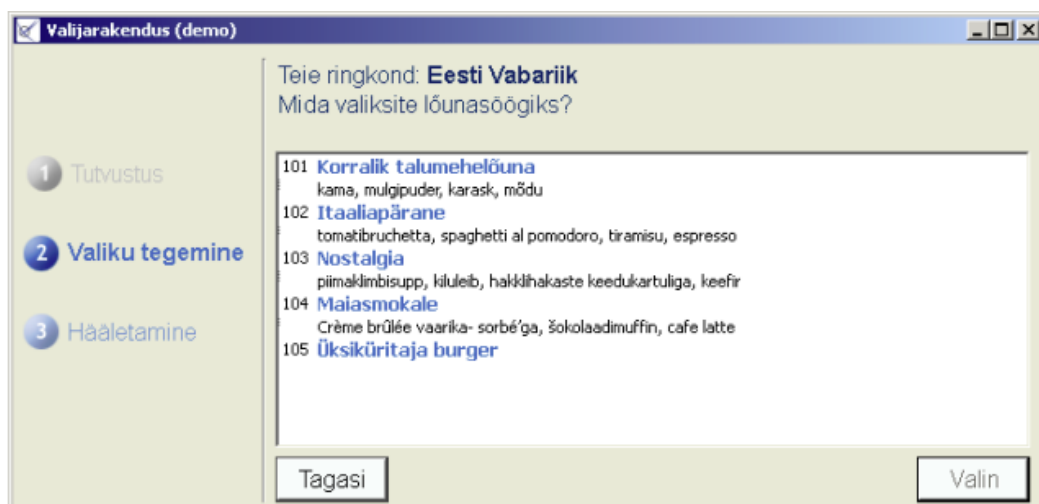 Valijarakendus (demo)
Teie ringkond: Eesti Vabariik
Mida valiksite lõunasöögiks?
1 Tutvustus
2 Valiku tegemine
3 Hääletamine
101 Korralik talumehelõuna
kama, mulgipuder, karask, mõdu
102 Itaaliapärane
tomatibruchetta, spaghetti al pomodoro, tiramisu, espresso
103 Nostalgia
piimaklimbisupp, kiluleib, hakklihakaste keedukartuliga, keefir
104 Maiasmokale
Crème brûlée vaarika- sorbé'ga, šokolaadimuffin, cafe latte
105 Üksiküritaja burger
Tagasi
Valin